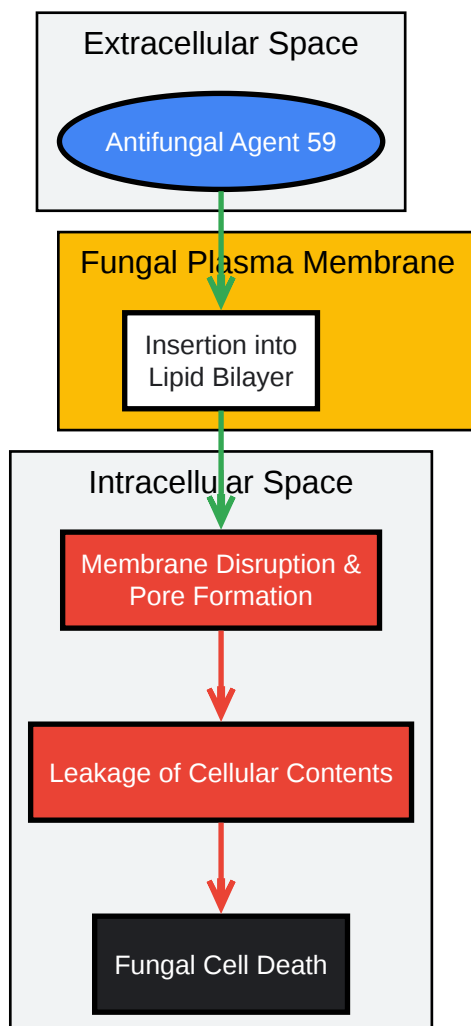 Extracellular Space
Antifungal Agent 59
Fungal Plasma Membrane
Insertion into
Lipid Bilayer
Intracellular Space
Membrane Disruption &
Pore Formation
Leakage of Cellular Contents
Fungal Cell Death